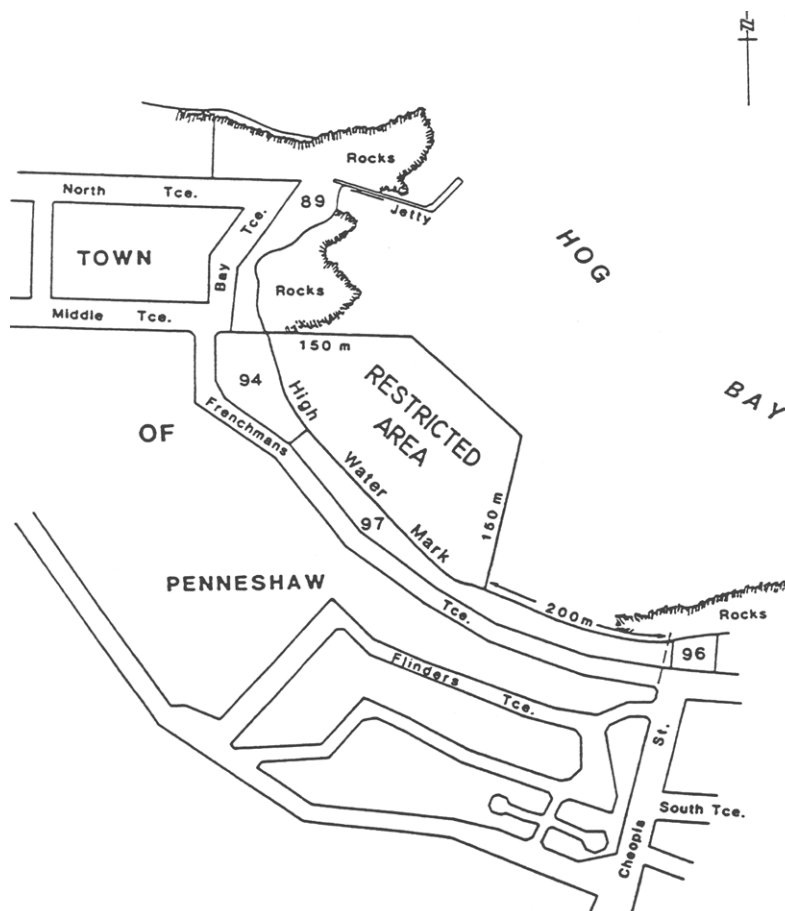 N
Rocks
North Tce.
89
Jetty
Bay Tce.
HOG
TOWN
Rocks
Middle Tce.
150 m
94
RESTRICTED
AREA
BAY
High Water Mark
OF
Frenchmans Tce.
97
150 m
PENNESHAW
200m
Rocks
96
Flinders Tce.
St.
South Tce.
Cheopis